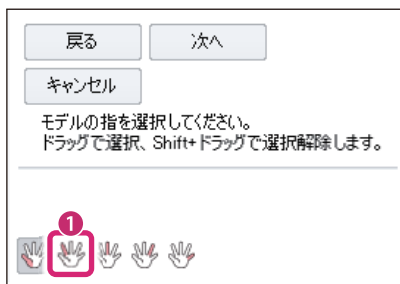 戻る 次へ
キャンセル
モデルの指を選択してください。
ドラッグで選択、Shift+ドラッグで選択解除します。
1